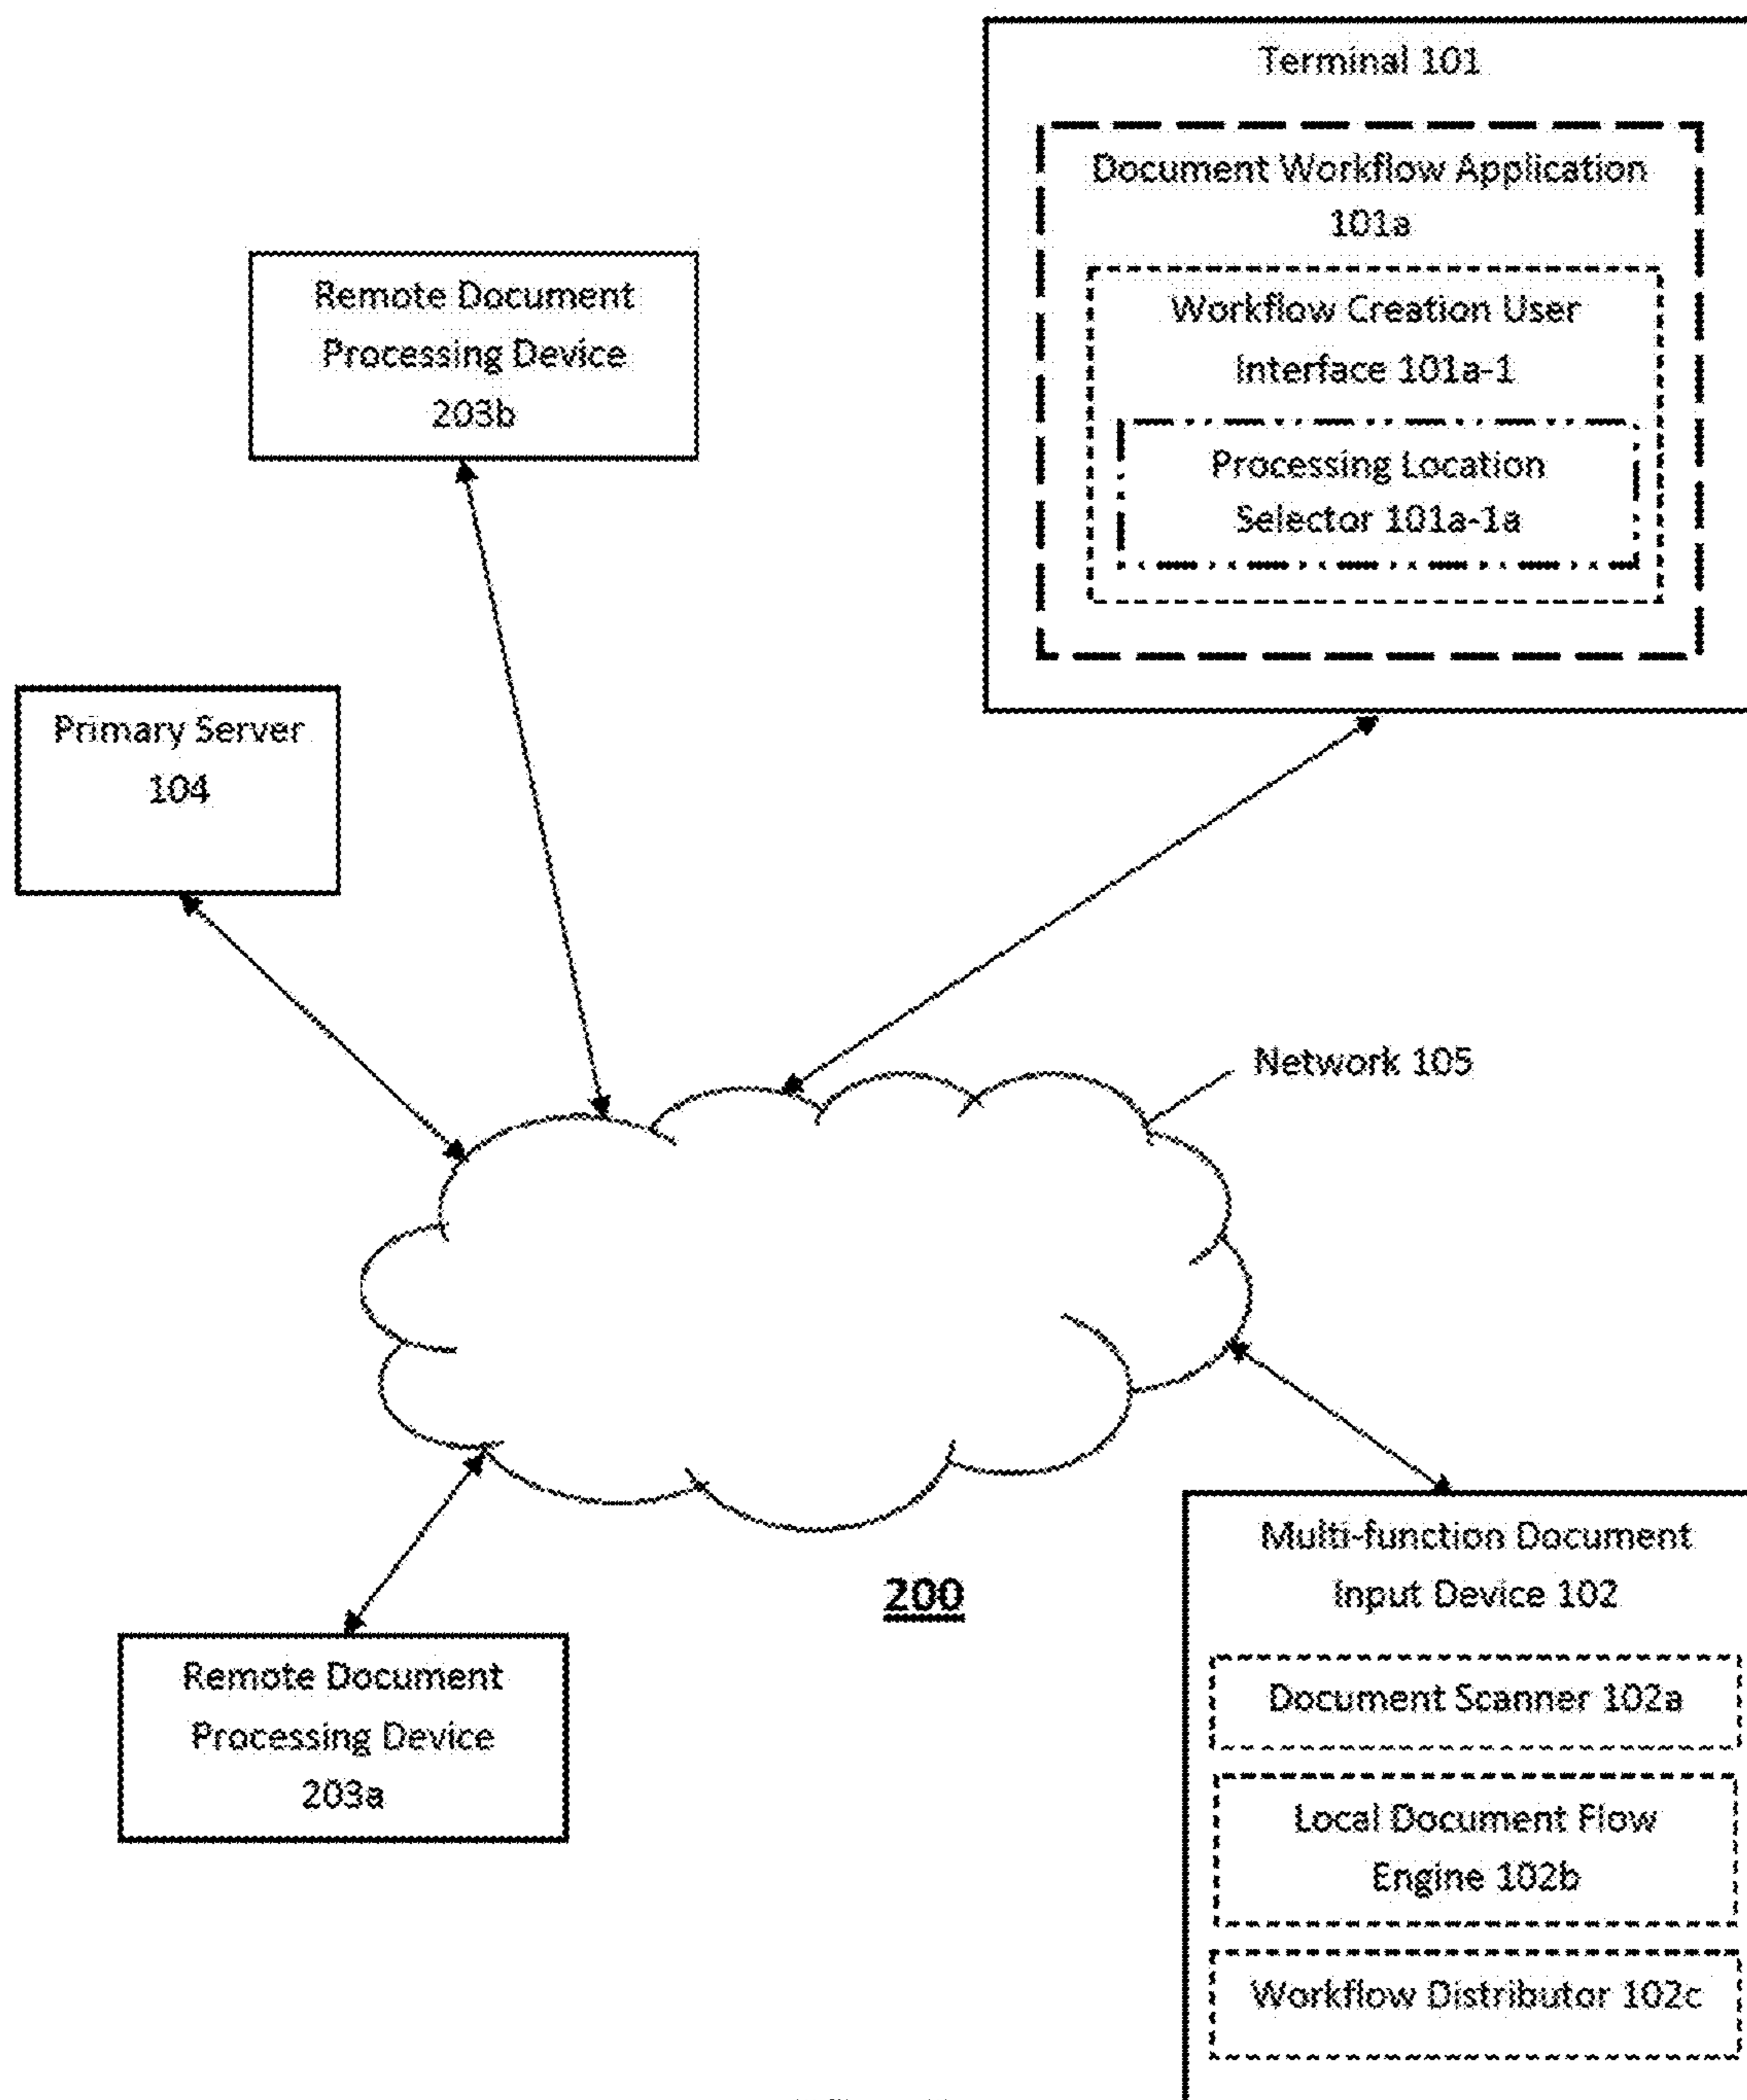 Terminal 101
Document Workflow Application
101a
Workflow Creation User
Interface 101a-1
Processing Location
Selector 101a-1a
Remote Document
Processing Device
203b
Primary Server
104
Network 105
200
Multi-function Document
Input Device 102
Document Scanner 102a
Local Document Flow
Engine 102b
Workflow Distributor 102c
Remote Document
Processing Device
203a